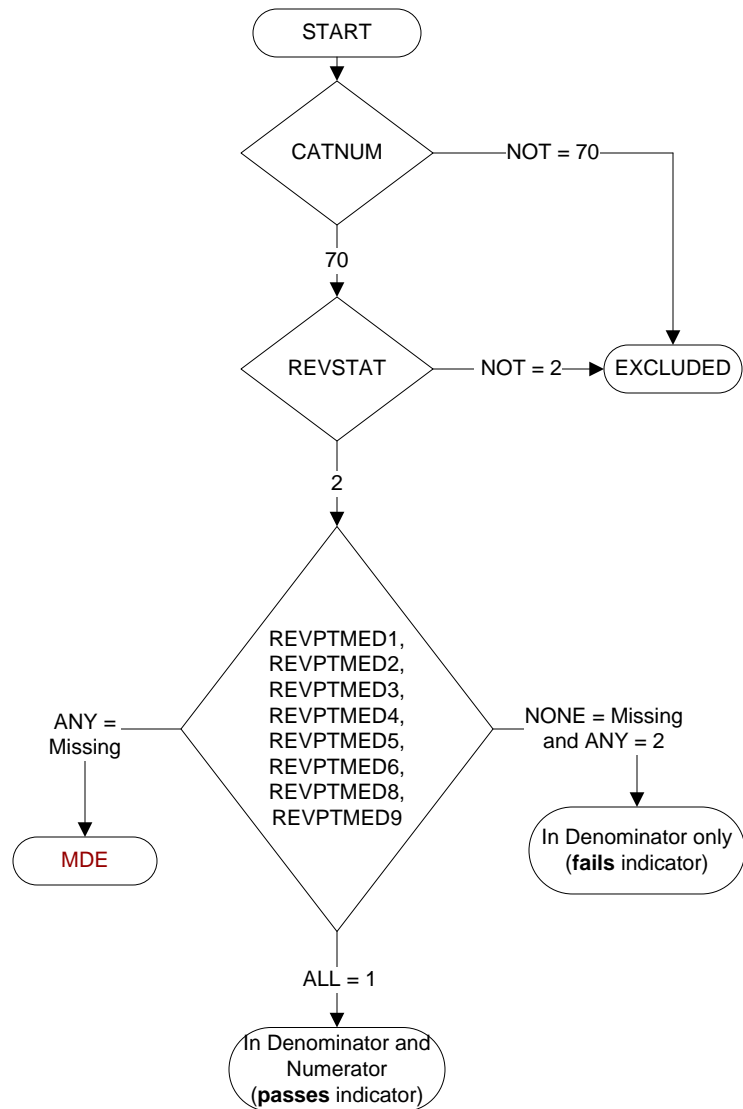 START
CATNUM
NOT = 70
70
REVSTAT
NOT = 2
EXCLUDED
2
REVPTMED1,
REVPTMED2,
REVPTMED3,
REVPTMED4,
REVPTMED5,
REVPTMED6,
REVPTMED8,
REVPTMED9
ANY =
Missing
NONE = Missing
and ANY = 2
MDE
In Denominator only
(fails indicator)
ALL = 1
In Denominator and
Numerator
(passes indicator)